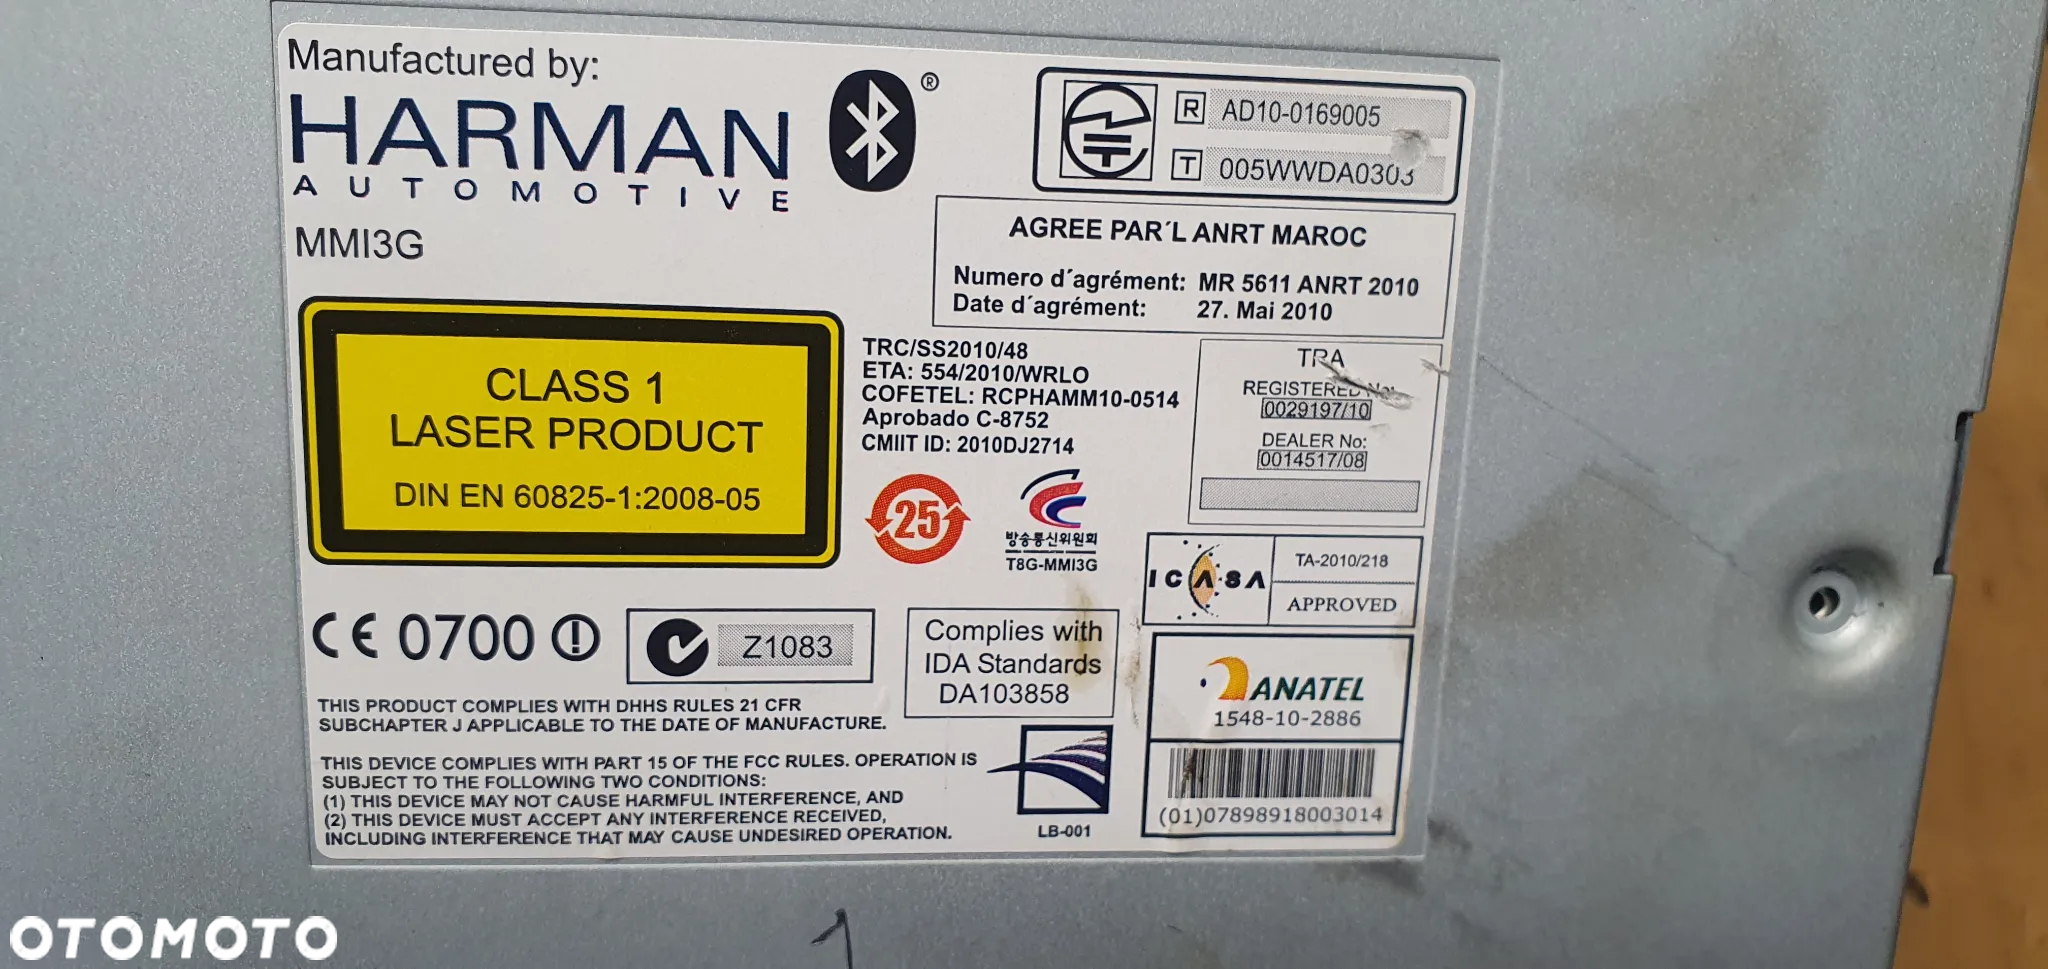 Manufactured by:
HARMAN
AUTOMOTIVE
®
MMI3G
R AD10-0169005
T 005WWDA0303
AGREE PAR´L ANRT MAROC
Numero d´agrément: MR 5611 ANRT 2010
Date d´agrément: 27. Mai 2010
CLASS 1
LASER PRODUCT
DIN EN 60825-1:2008-05
TRC/SS2010/48
ETA: 554/2010/WRLO
COFETEL: RCPHAMM10-0514
Aprobado C-8752
CMIIT ID: 2010DJ2714
TRA
REGISTERED No:
0029197/10
DEALER No:
0014517/08
25
방송통신위원회
T8G-MMI3G
ICASA
TA-2010/218
APPROVED
CE 0700
Z1083
Complies with
IDA Standards
DA103858
ANATEL
1548-10-2886
(01)07898918003014
THIS PRODUCT COMPLIES WITH DHHS RULES 21 CFR
SUBCHAPTER J APPLICABLE TO THE DATE OF MANUFACTURE.
THIS DEVICE COMPLIES WITH PART 15 OF THE FCC RULES. OPERATION IS
SUBJECT TO THE FOLLOWING TWO CONDITIONS:
(1) THIS DEVICE MAY NOT CAUSE HARMFUL INTERFERENCE, AND
(2) THIS DEVICE MUST ACCEPT ANY INTERFERENCE RECEIVED,
INCLUDING INTERFERENCE THAT MAY CAUSE UNDESIRED OPERATION.
LB-001
1
OTOMOTO